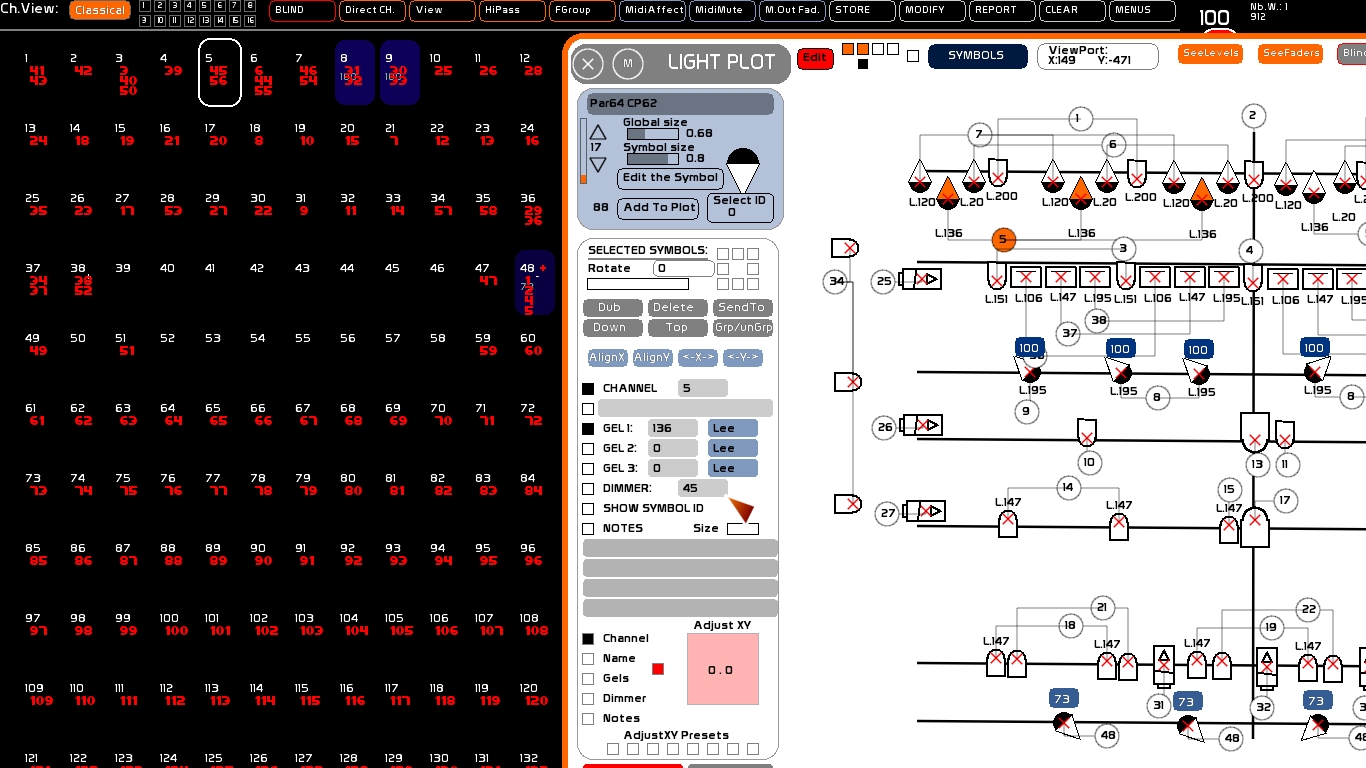 Ch.View: Classical 1 2 3 4 5 6 7 8 BLIND Direct CH. View HiPass FGroup MidiAffect MidiMute M.Out Fad. STORE MODIFY REPORT CLEAR MENUS 100 Nb.W.: 1
9 10 11 12 13 14 15 16 912
1 2 3 4 5 6 7 8 9 10 11 12
41 42 3 39 45 6 46 31 30 25 26 28
43 40 56 44 54 32 33
50 55
13 14 15 16 17 18 19 20 21 22 23 24
24 18 19 21 20 8 10 15 7 12 13 16
25 26 27 28 29 30 31 32 33 34 35 36
35 23 17 53 27 22 9 11 14 57 58 29
36
37 38 39 40 41 42 43 44 45 46 47 48 +
34 38 47 1
37 52
49 50 51 52 53 54 55 56 57 58 59 60
49 51 59 60
61 62 63 64 65 66 67 68 69 70 71 72
61 62 63 64 65 66 67 68 69 70 71 72
73 74 75 76 77 78 79 80 81 82 83 84
73 74 75 76 77 78 79 80 81 82 83 84
85 86 87 88 89 90 91 92 93 94 95 96
85 86 87 88 89 90 91 92 93 94 95 96
97 98 99 100 101 102 103 104 105 106 107 108
97 98 99 100 101 102 103 104 105 106 107 108
109 110 111 112 113 114 115 116 117 118 119 120
109 110 111 112 113 114 115 116 117 118 119 120
121 122 123 124 125 126 127 128 129 130 131 132
M LIGHT PLOT
Par64 CP62
Global size
0.68
17 Symbol size
0.8
Edit the Symbol
88 Add To Plot Select ID
0
SELECTED SYMBOLS:
Rotate 0
Dub Delete SendTo
Down Top Grp/unGrp
AlignX AlignY <-X-> <-Y->
CHANNEL 5
GEL 1: 136 Lee
GEL 2: 0 Lee
GEL 3: 0 Lee
DIMMER: 45
SHOW SYMBOL ID
NOTES Size
Adjust XY
Channel
Name
Gels 0.0
Dimmer
Notes
AdjustXY Presets
Edit SYMBOLS ViewPort:
X:149 Y:-471 SeeLevels SeeFaders
1 2
7 6
L.120 L.20 L.200 L.120 L.20 L.200 L.120 L.20 L.200 L.120 L.20
L.136 L.136 L.136 L.136
5 3 4
34 25
L.151 L.106 L.147 L.195 L.151 L.106 L.147 L.195 L.151 L.106 L.147 L.195
38
37
100 100 100 100
L.195 L.195 L.195 L.195
9 8 8
26
10 13 11
14 15 17
27 L.147 L.147 L.147
21 22
18 19
L.147 L.147 L.147 L.147
31 32
73 73 73
48 48